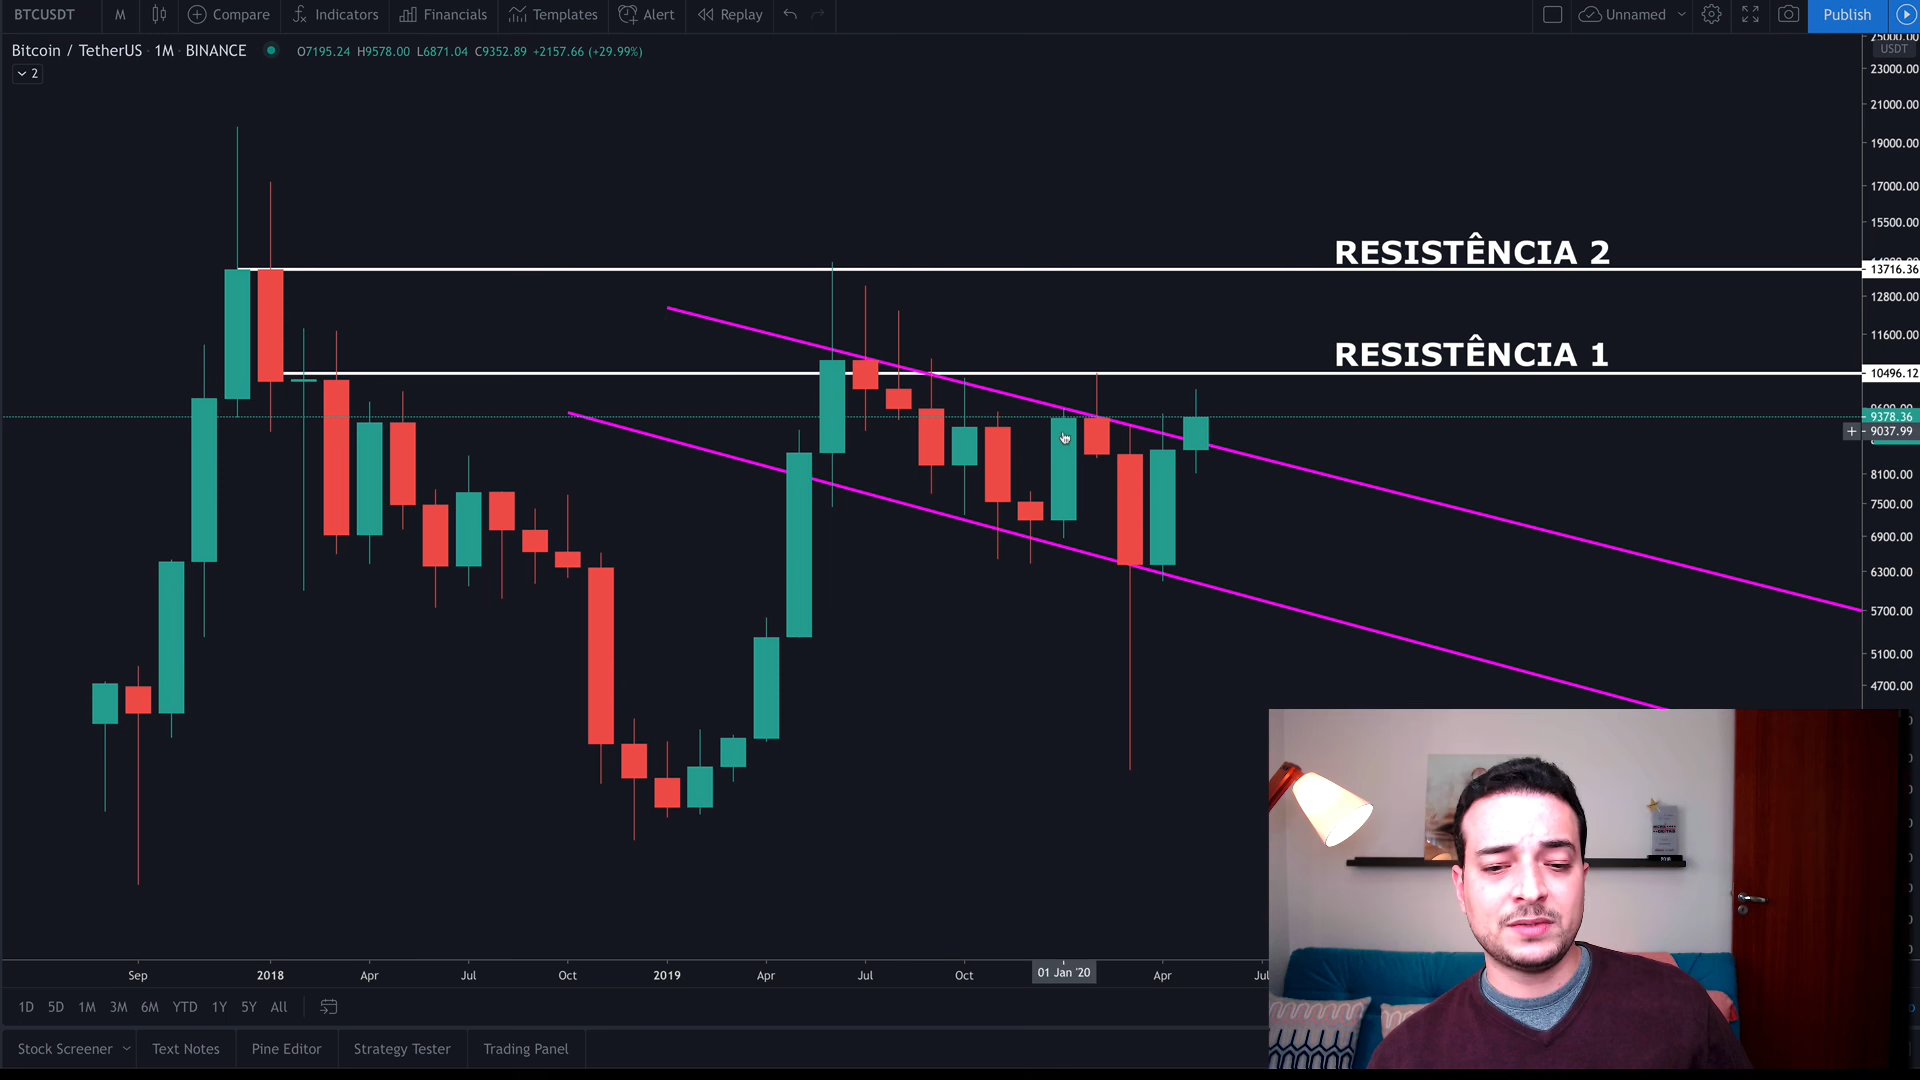 BTCUSDT M Compare Indicators Financials Templates Alert Replay Unnamed Publish
Bitcoin / TetherUS · 1M · BINANCE O7195.24 H9578.00 L6871.04 C9352.89 +2157.66 (+29.99%)
2
25000.00
USDT
23000.00
21000.00
19000.00
17000.00
15500.00
RESISTÊNCIA 2
13716.36
12800.00
11600.00
RESISTÊNCIA 1
10496.12
9378.36
9037.99
8100.00
7500.00
6900.00
6300.00
5700.00
5100.00
4700.00
Sep 2018 Apr Jul Oct 2019 Apr Jul Oct 01 Jan '20 Apr
1D 5D 1M 3M 6M YTD 1Y 5Y All
Stock Screener Text Notes Pine Editor Strategy Tester Trading Panel